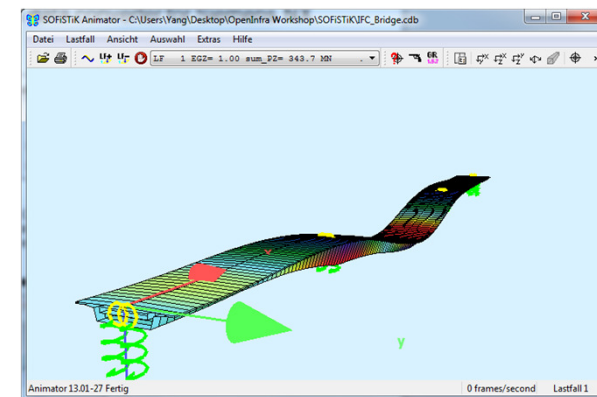 SOFiSTiK Animator - C:\Users\Yang\Desktop\OpenInfra Workshop\SOFiSTiK\IFC_Bridge.cdb
Datei Lastfall Ansicht Auswahl Extras Hilfe
LF 1 EGZ= 1.00 sum_PZ= 343.7 MN .
y
Animator 13.01-27 Fertig 0 frames/second Lastfall 1